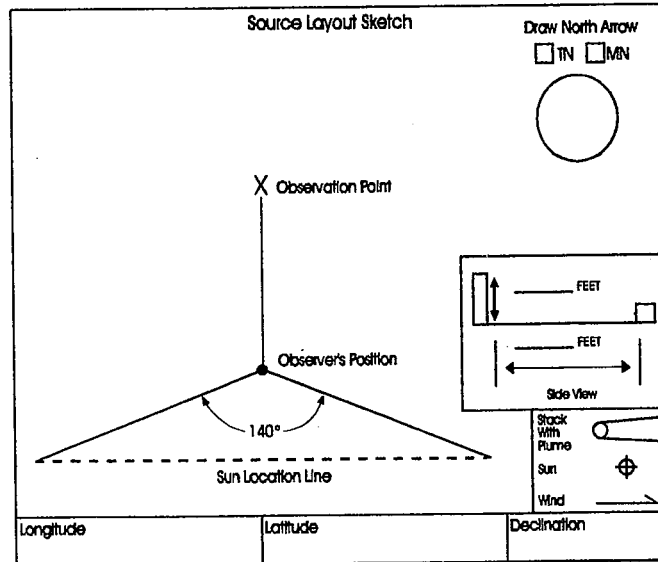 Source Layout Sketch
Draw North Arrow
TN MN
X Observation Point
FEET
Observer's Position
FEET
Side View
140°
Sun Location Line
Stack
With
Plume
Sun
Wind
Longitude
Latitude
Declination